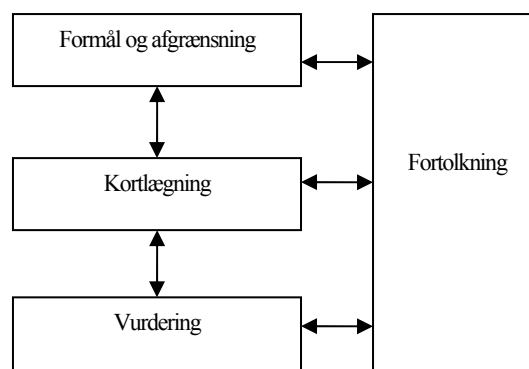 Formål og afgrænsning
Kortlægning
Fortolkning
Vurdering